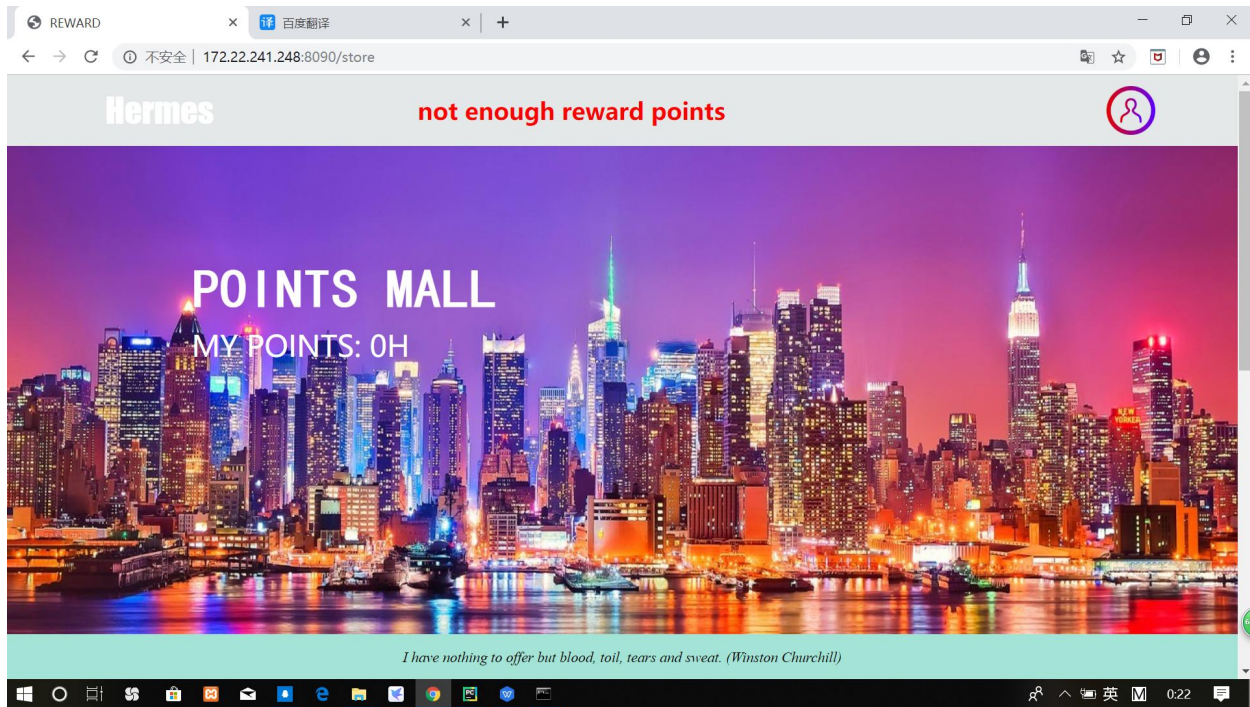 REWARD
百度翻译
不安全 | 172.22.241.248:8090/store
Hermes
not enough reward points
POINTS MALL
MY POINTS: 0H
NEW
YORKER
I have nothing to offer but blood, toil, tears and sweat. (Winston Churchill)
英
0:22